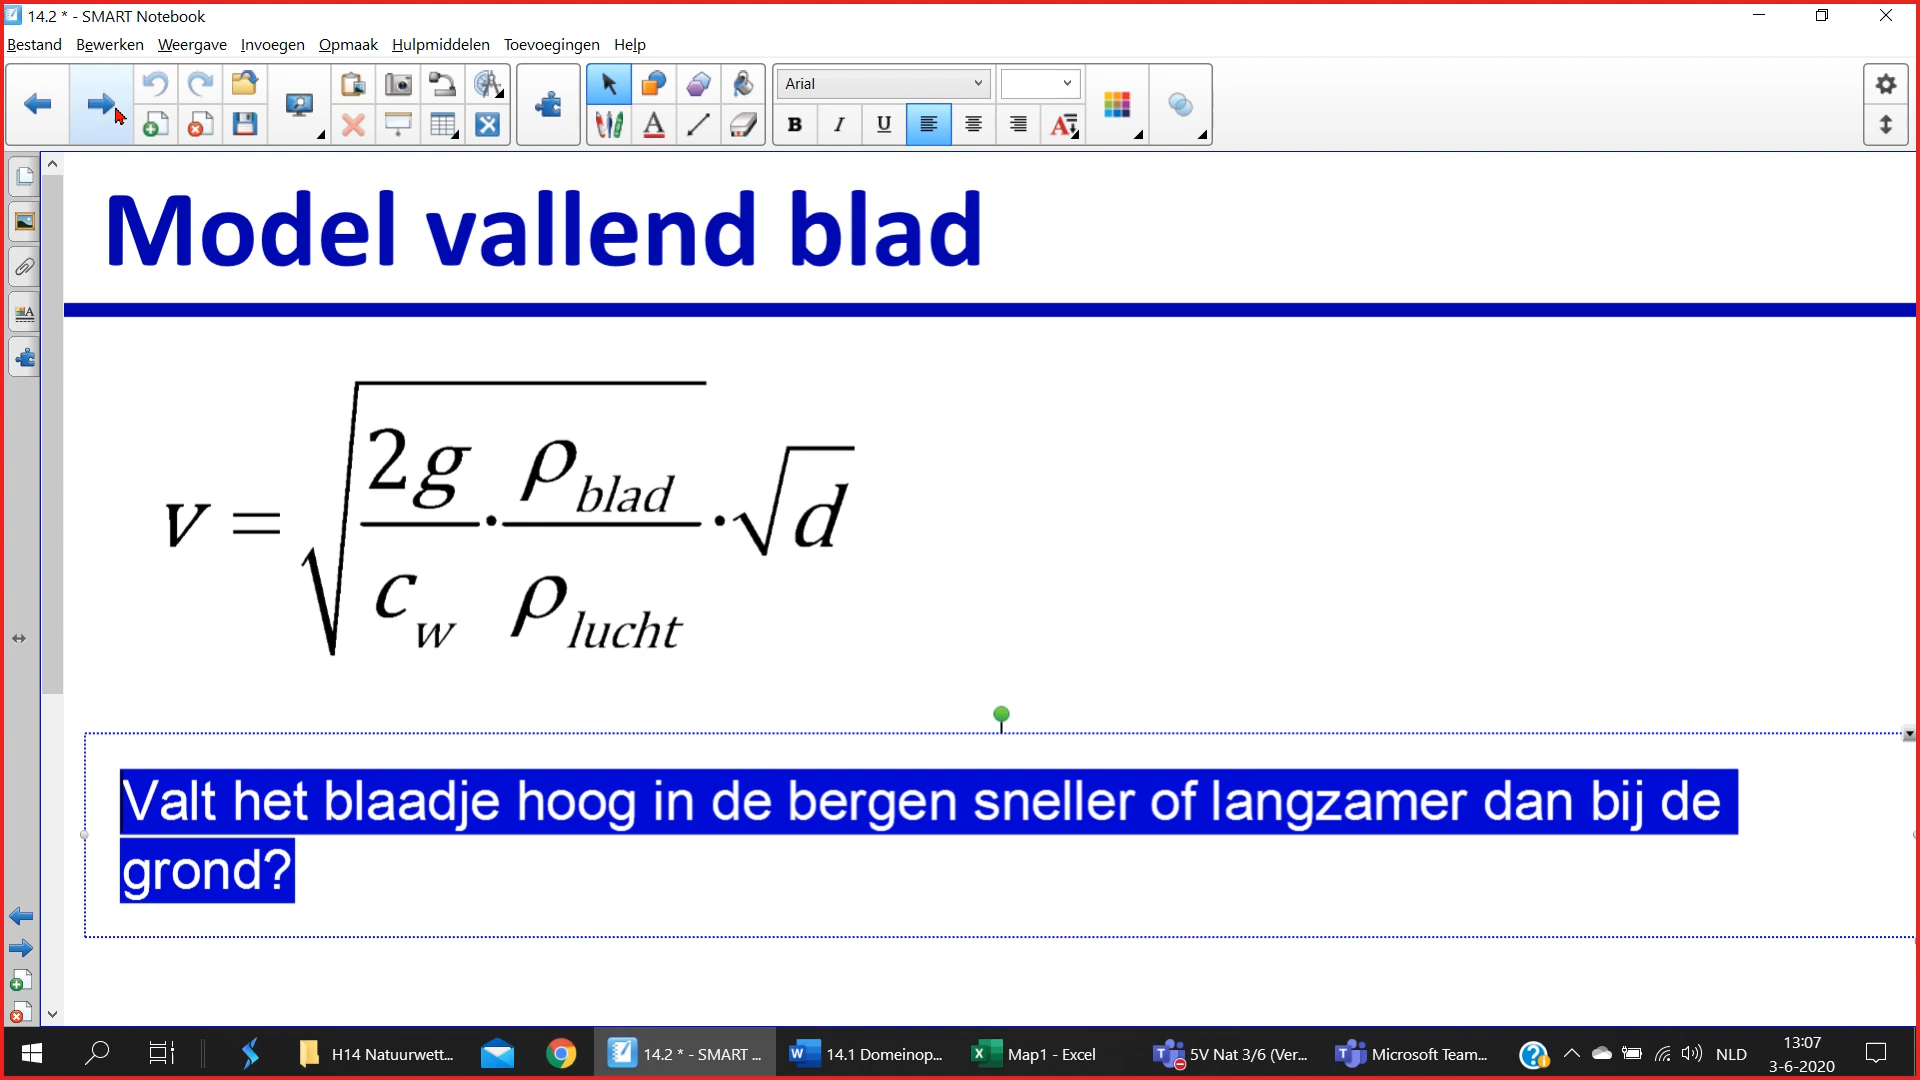 14.2 * - SMART Notebook
Bestand Bewerken Weergave Invoegen Opmaak Hulpmiddelen Toevoegingen Help
Arial
B I U A
Model vallend blad
v = √(2g/c_w · ρ_blad/ρ_lucht) · √d
Valt het blaadje hoog in de bergen sneller of langzamer dan bij de
grond?
H14 Natuurwett... 14.2 * - SMART ... 14.1 Domeinop... Map1 - Excel 5V Nat 3/6 (Ver... Microsoft Team... NLD 13:07
3-6-2020